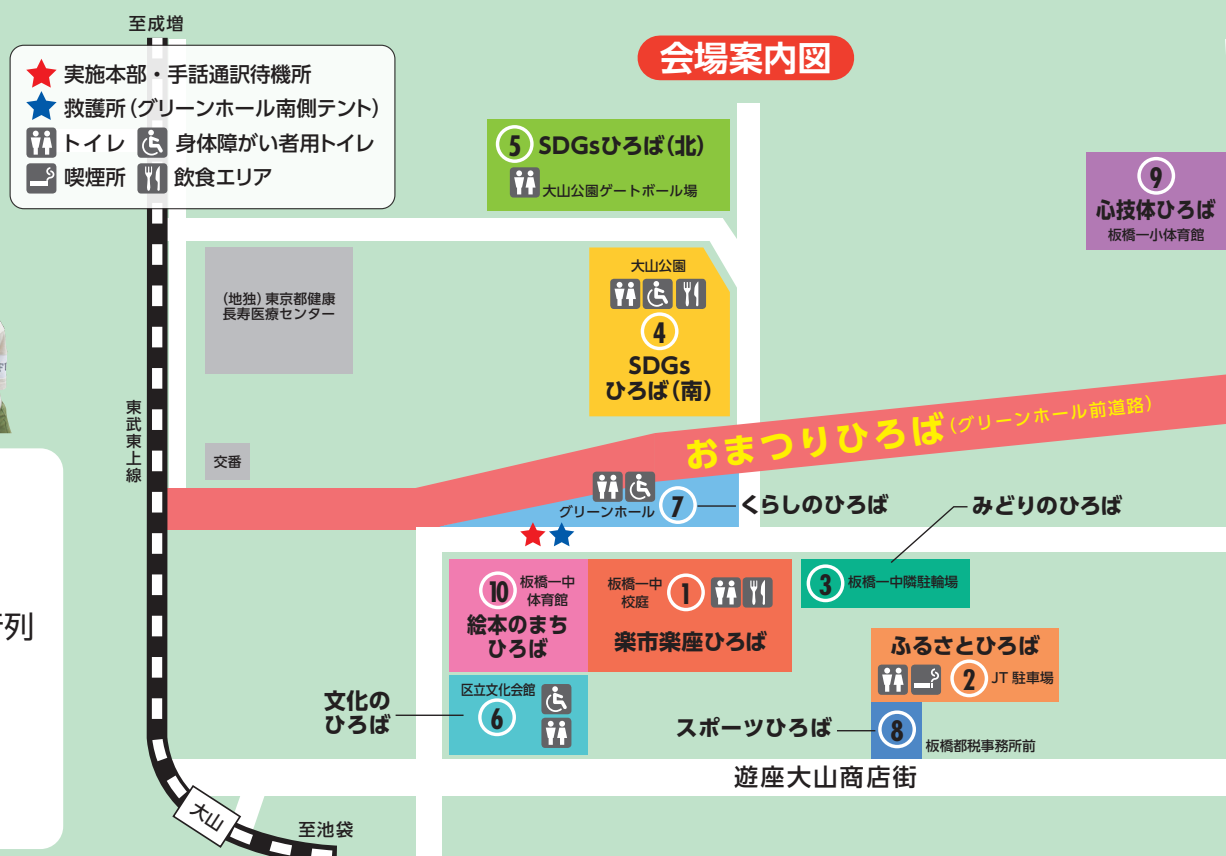 至成増
会場案内図
実施本部・手話通訳待機所
救護所(グリーンホール南側テント)
トイレ 身体障がい者用トイレ
喫煙所 飲食エリア
5 SDGsひろば(北)
大山公園ゲートボール場
9
心技体ひろば
板橋一小体育館
(地独)東京都健康
長寿医療センター
大山公園
4
SDGs
ひろば(南)
東武東上線
交番
おまつりひろば(グリーンホール前道路)
グリーンホール 7 くらしのひろば
みどりのひろば
10 板橋一中
体育館
絵本のまち
ひろば
板橋一中
校庭
1
楽市楽座ひろば
3 板橋一中隣駐輪場
列
ふるさとひろば
2 JT 駐車場
文化の
ひろば
区立文化会館
6
スポーツひろば 8
板橋都税事務所前
遊座大山商店街
大山
至池袋